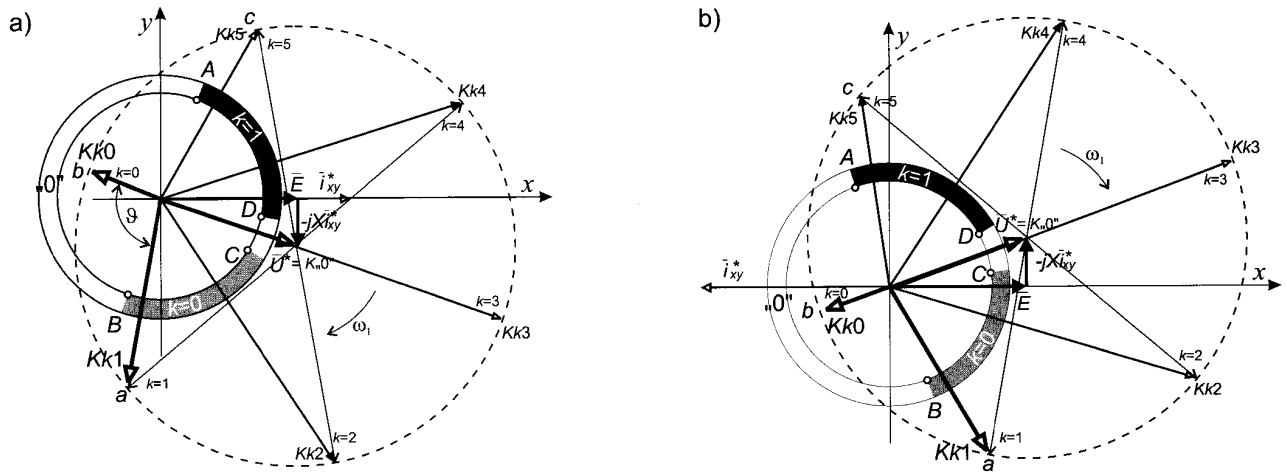 a)
y
c
Kk5
k=5
A
Kk4
k=4
k=1
Kk0
b
k=0
„0"
ϑ
E̅
i̅*xy
x
D
-jXi̅*xy
C
U̅*=K„0"
k=0
B
ω₁
k=3
Kk3
Kk1
a
k=1
Kk2
k=2
b)
y
Kk4
k=4
c
k=5
Kk5
A
ω₁
Kk3
k=3
k=1
D
U̅*=K„0"
C
-jXi̅*xy
i̅*xy
„0"
k=0
b
Kk0
E̅
x
k=0
k=2
Kk2
B
Kk1
k=1
a